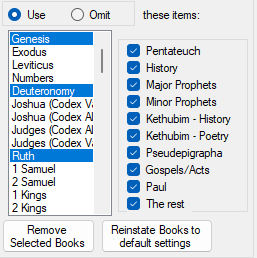 Use Omit these items:
Genesis
Exodus
Leviticus
Numbers
Deuteronomy
Joshua (Codex Va
Joshua (Codex Al
Judges (Codex Al
Judges (Codex Va
Ruth
1 Samuel
2 Samuel
1 Kings
2 Kings
Pentateuch
History
Major Prophets
Minor Prophets
Kethubim - History
Kethubim - Poetry
Pseudepigrapha
Gospels/Acts
Paul
The rest
Remove
Selected Books
Reinstate Books to
default settings